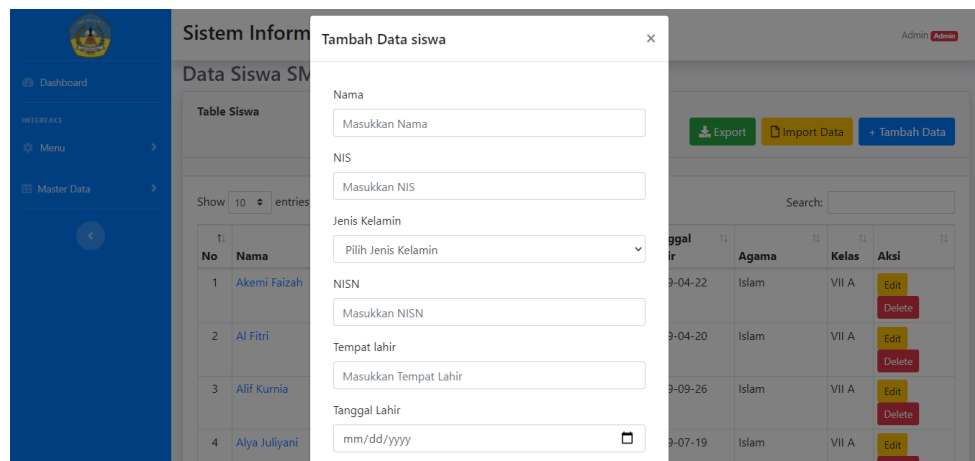 Sistem Inform
Admin Admin
Dashboard
INTERFACE
Menu
Master Data
Data Siswa SM
Table Siswa
Export
Import Data
+ Tambah Data
Show 10 entries
Search:
No Nama ggal ir Agama Kelas Aksi
1 Akemi Faizah 9-04-22 Islam VII A Edit
Delete
2 Al Fitri 9-04-20 Islam VII A Edit
Delete
3 Alif Kurnia 9-09-26 Islam VII A Edit
Delete
4 Alya Juliyani 9-07-19 Islam VII A Edit
Tambah Data siswa ×
Nama
Masukkan Nama
NIS
Masukkan NIS
Jenis Kelamin
Pilih Jenis Kelamin
NISN
Masukkan NISN
Tempat lahir
Masukkan Tempat Lahir
Tanggal Lahir
mm/dd/yyyy